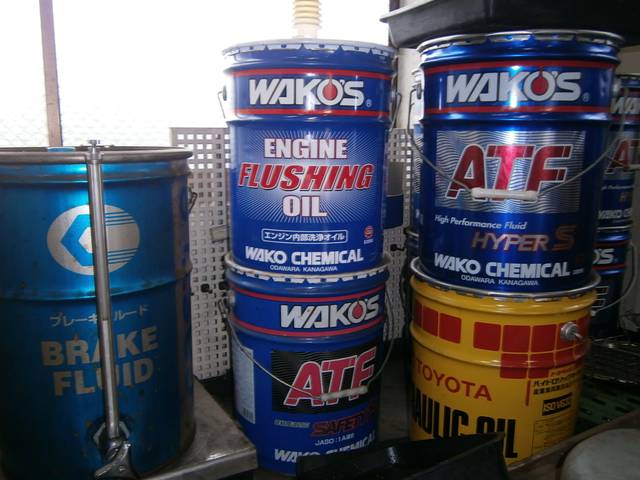 ブレーキフルード
BRAKE
FLUID
WAKO'S
ENGINE
FLUSHING
OIL
エンジン内部洗浄オイル
WAKO CHEMICAL
ODAWARA KANAGAWA
WAKO'S
ATF
High Performance Fluid
HYPER S
WAKO CHEMICAL
ODAWARA KANAGAWA
WAKO'S
ATF
JASO:1A
TOYOTA
AULIC OIL